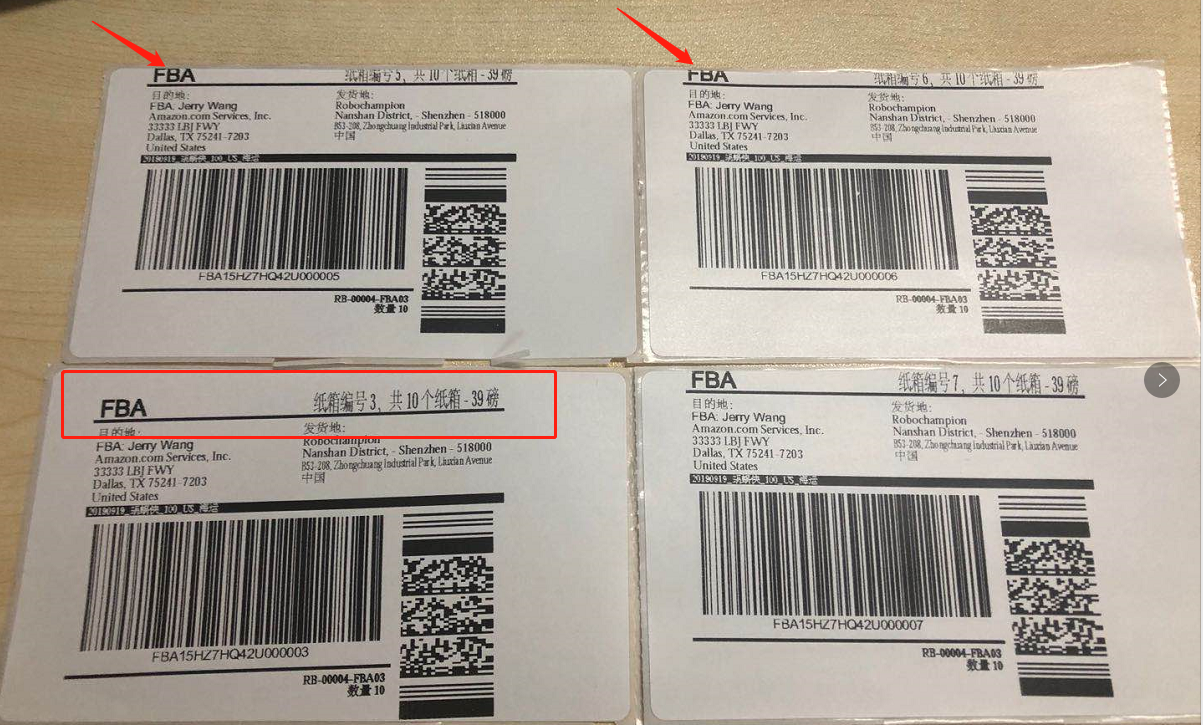 FBA
纸箱编号 5，共 10个纸箱 - 39 磅
目的地:
FBA: Jerry Wang
Amazon.com Services, Inc.
33333 LBJ FWY
Dallas, TX 75241-7203
United States
发货地:
Robochampion
Nanshan District, - Shenzhen - 518000
B53-208, Zhongchuang Industrial Park, Liuxian Avenue
中国
FBA15HZ7HQ42U000005
RB-00004-FBA03
数量 10
FBA
纸箱编号 6，共 10个纸箱 - 39 磅
目的地:
FBA: Jerry Wang
Amazon.com Services, Inc.
33333 LBJ FWY
Dallas, TX 75241-7203
United States
发货地:
Robochampion
Nanshan District, - Shenzhen - 518000
B53-208, Zhongchuang Industrial Park, Liuxian Avenue
中国
FBA15HZ7HQ42U000006
RB-00004-FBA03
数量 10
FBA
纸箱编号 3，共 10个纸箱 - 39 磅
目的地:
FBA: Jerry Wang
Amazon.com Services, Inc.
33333 LBJ FWY
Dallas, TX 75241-7203
United States
发货地:
Robochampion
Nanshan District, - Shenzhen - 518000
B53-208, Zhongchuang Industrial Park, Liuxian Avenue
中国
FBA15HZ7HQ42U000003
RB-00004-FBA03
数量 10
FBA
纸箱编号 7，共 10个纸箱 - 39 磅
目的地:
FBA: Jerry Wang
Amazon.com Services, Inc.
33333 LBJ FWY
Dallas, TX 75241-7203
United States
发货地:
Robochampion
Nanshan District, - Shenzhen - 518000
B53-208, Zhongchuang Industrial Park, Liuxian Avenue
中国
FBA15HZ7HQ42U000007
RB-00004-FBA03
数量 10